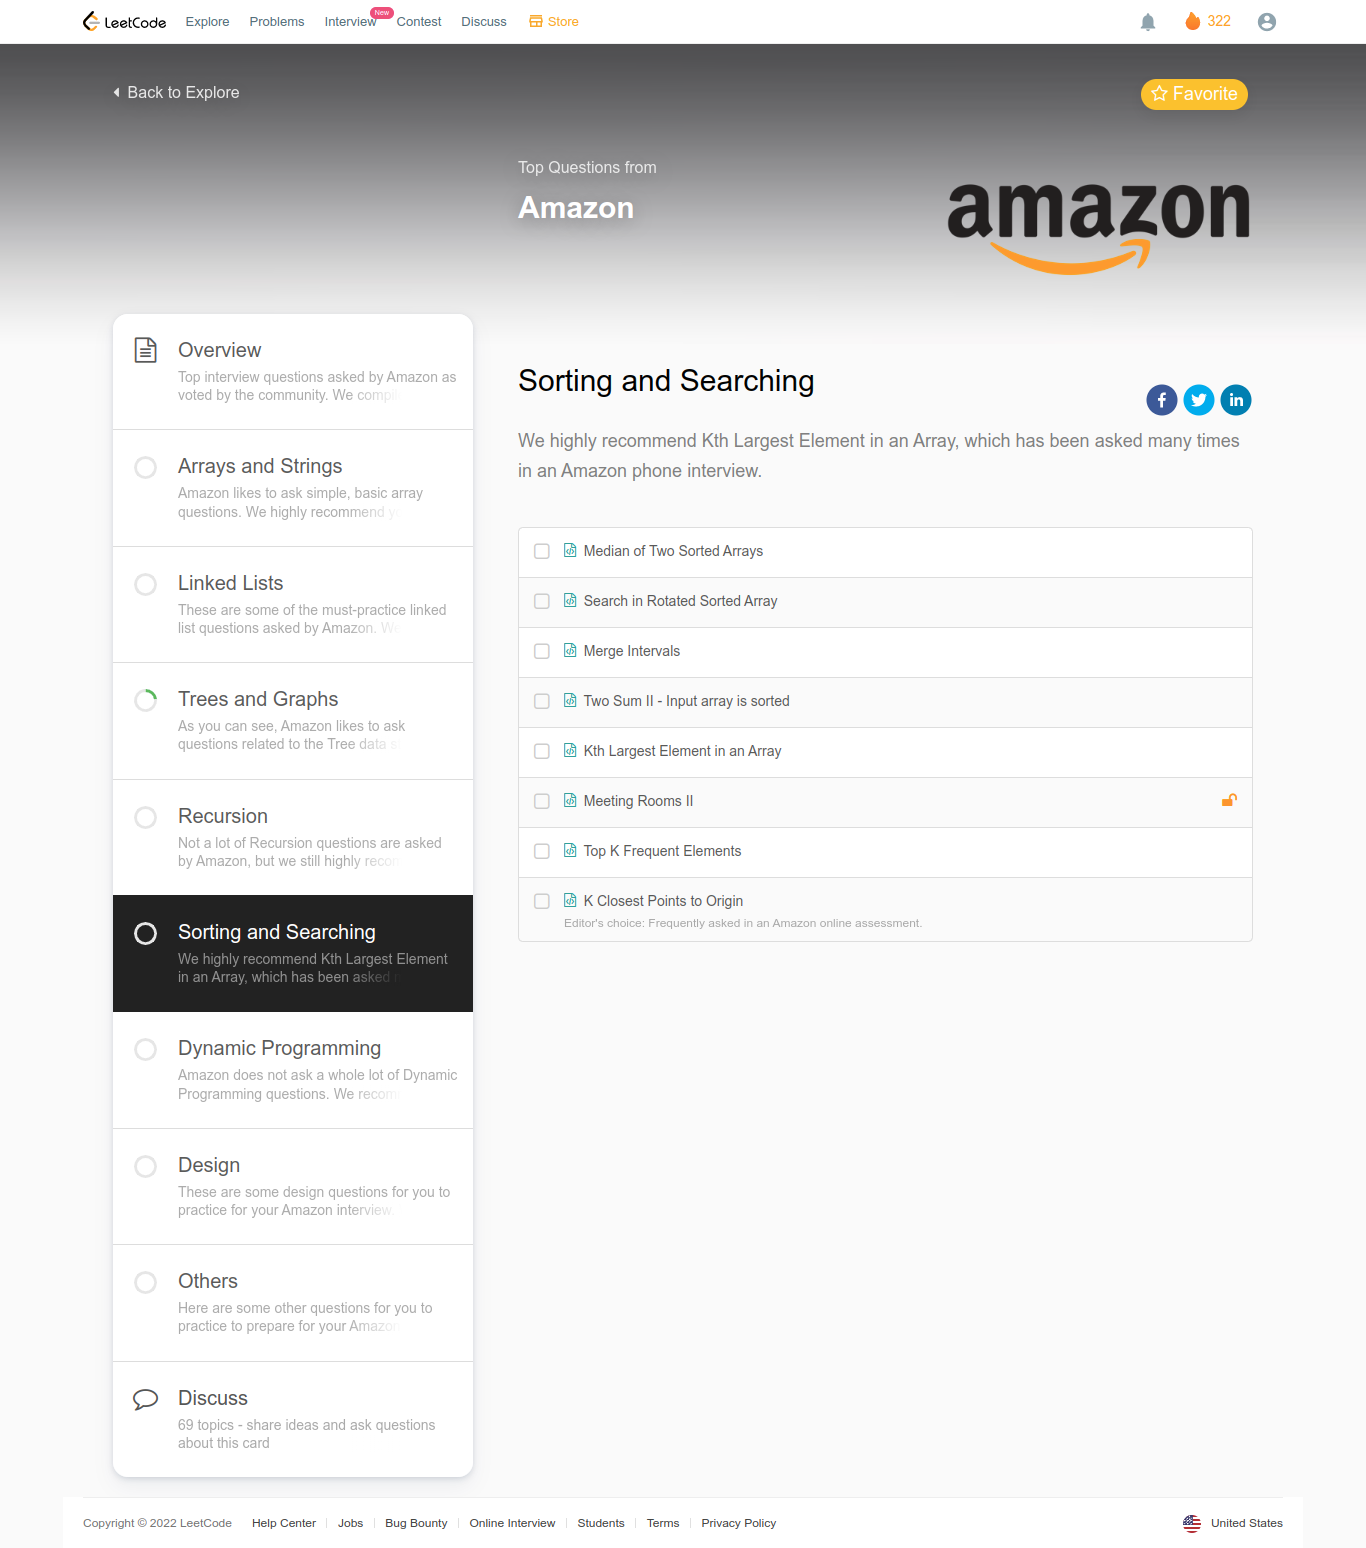 LeetCode Explore Problems Interview New Contest Discuss Store 322
Back to Explore
Favorite
Top Questions from
Amazon
amazon
Overview
Top interview questions asked by Amazon as
voted by the community. We compi
Arrays and Strings
Amazon likes to ask simple, basic array
questions. We highly recommend y
Linked Lists
These are some of the must-practice linked
list questions asked by Amazon. We
Trees and Graphs
As you can see, Amazon likes to ask
questions related to the Tree data s
Recursion
Not a lot of Recursion questions are asked
by Amazon, but we still highly recom
Sorting and Searching
We highly recommend Kth Largest Element
in an Array, which has been asked
Dynamic Programming
Amazon does not ask a whole lot of Dynamic
Programming questions. We recom
Design
These are some design questions for you to
practice for your Amazon interview.
Others
Here are some other questions for you to
practice to prepare for your Amazon
Discuss
69 topics - share ideas and ask questions
about this card
Sorting and Searching
We highly recommend Kth Largest Element in an Array, which has been asked many times
in an Amazon phone interview.
Median of Two Sorted Arrays
Search in Rotated Sorted Array
Merge Intervals
Two Sum II - Input array is sorted
Kth Largest Element in an Array
Meeting Rooms II
Top K Frequent Elements
K Closest Points to Origin
Editor's choice: Frequently asked in an Amazon online assessment.
Copyright © 2022 LeetCode Help Center Jobs Bug Bounty Online Interview Students Terms Privacy Policy United States